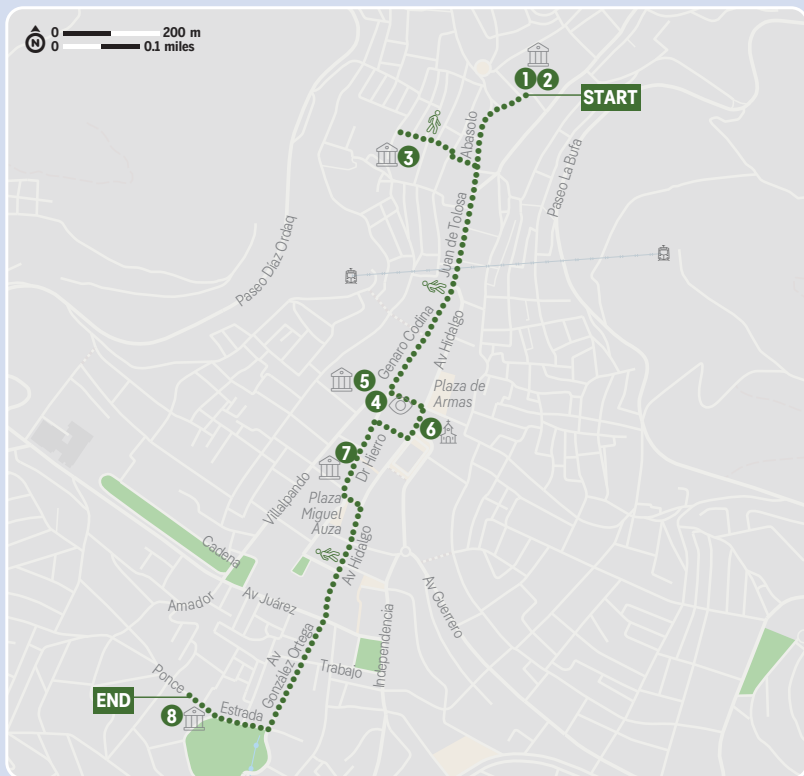 0 200 m
N
0 0.1 miles
1 2
START
3
Abasolo
Paseo La Bufa
Juan de Tolosa
Paseo Díaz Ordaq
Genaro Codina
Av Hidalgo
5
Plaza de
Armas
4
6
7
Dr Hierro
Villalpando
Plaza
Miguel
Auza
Av Hidalgo
Cadena
Amador
Av Juárez
Av Guerrero
Independencia
Av
González Ortega
Trabajo
Ponce
END
Estrada
8